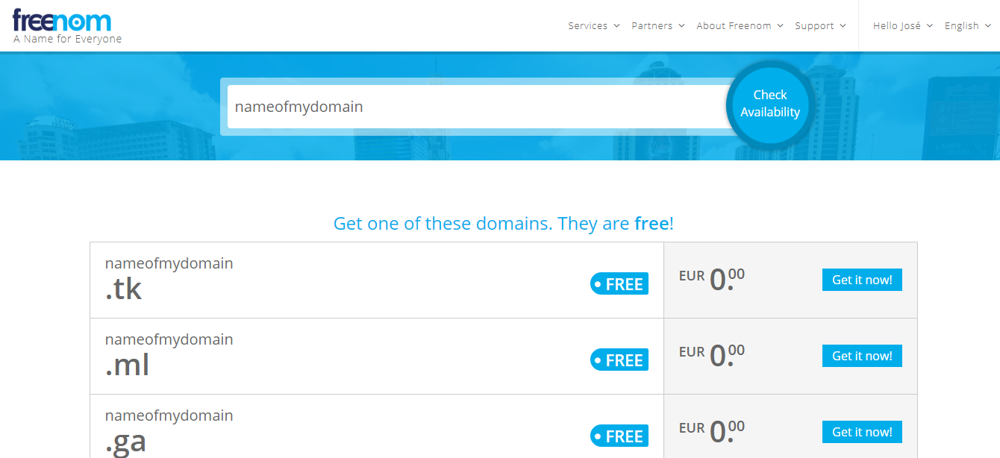 freenom
A Name for Everyone
Services Partners About Freenom Support Hello José English
nameofmydomain
Check
Availability
Get one of these domains. They are free!
nameofmydomain
.tk
FREE
EUR 0.00
Get it now!
nameofmydomain
.ml
FREE
EUR 0.00
Get it now!
nameofmydomain
.ga
FREE
EUR 0.00
Get it now!